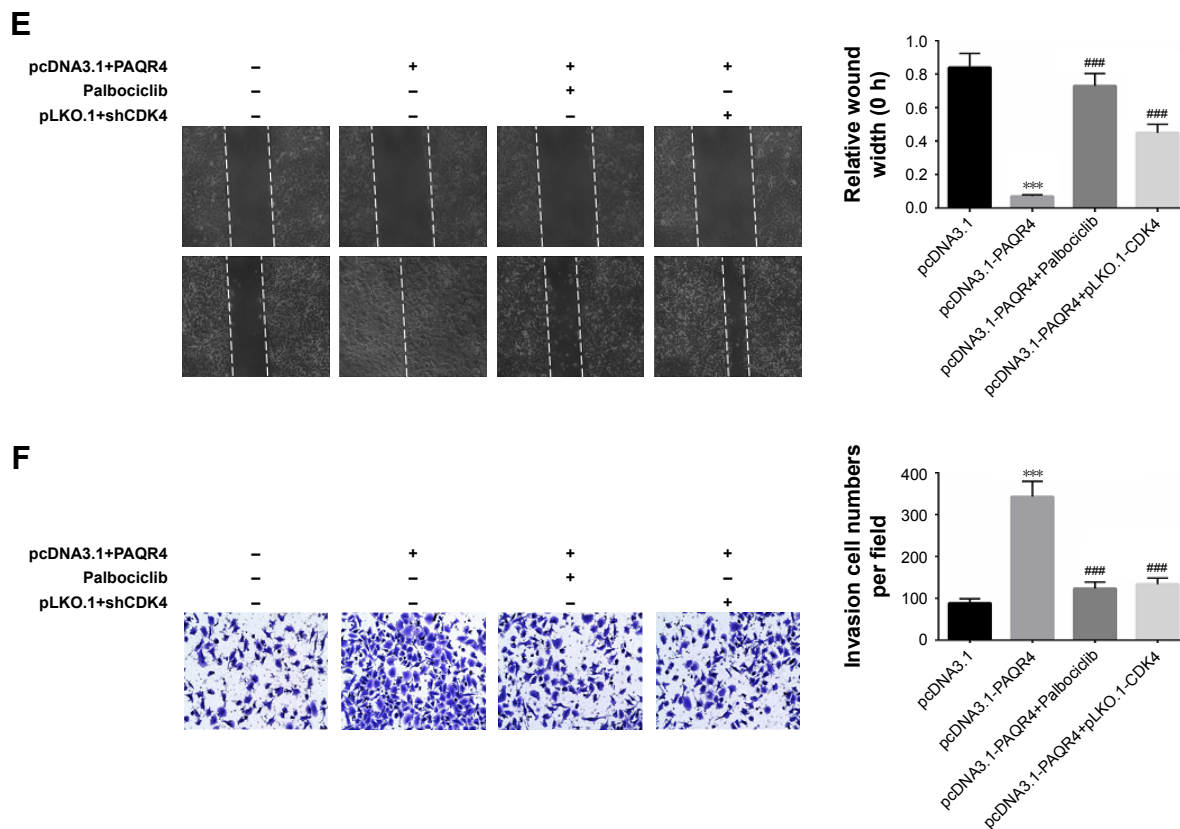 E
pcDNA3.1+PAQR4 – + + +
Palbociclib – – + –
pLKO.1+shCDK4 – – – +
Relative wound
width (0 h)
1.0
0.8
0.6
0.4
0.2
0.0
***
###
###
pcDNA3.1
pcDNA3.1-PAQR4
pcDNA3.1-PAQR4+Palbociclib
pcDNA3.1-PAQR4+pLKO.1-CDK4
F
pcDNA3.1+PAQR4 – + + +
Palbociclib – – + –
pLKO.1+shCDK4 – – – +
Invasion cell numbers
per field
400
300
200
100
0
***
###
###
pcDNA3.1
pcDNA3.1-PAQR4
pcDNA3.1-PAQR4+Palbociclib
pcDNA3.1-PAQR4+pLKO.1-CDK4